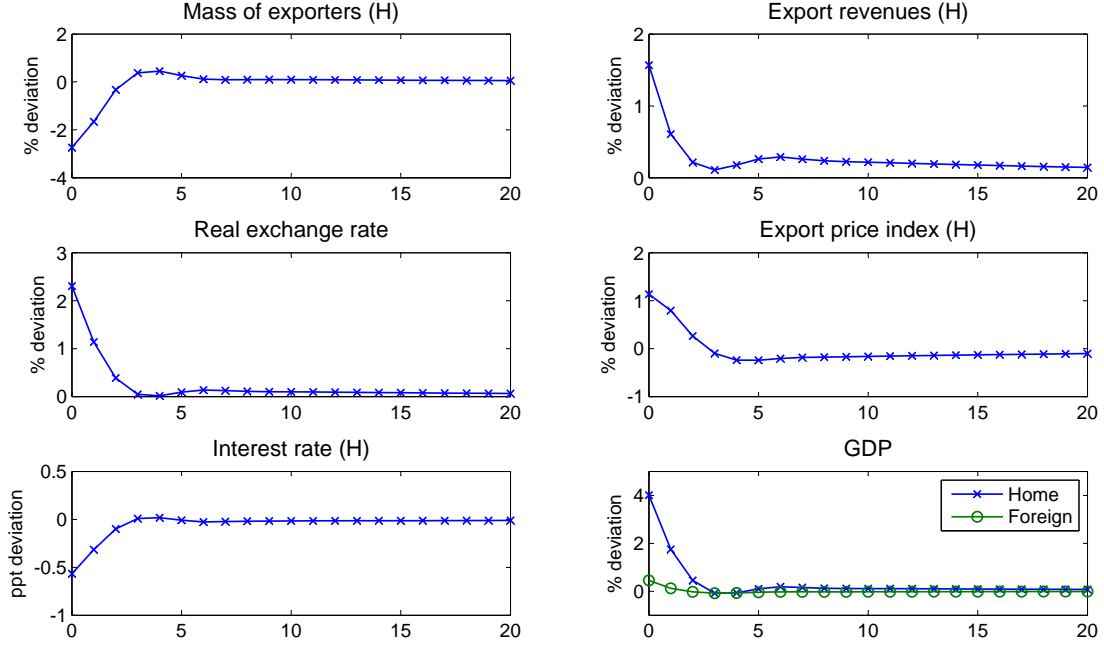 Mass of exporters (H)
% deviation
2
0
-2
-4
0 5 10 15 20
Export revenues (H)
% deviation
2
1
0
0 5 10 15 20
Real exchange rate
% deviation
3
2
1
0
0 5 10 15 20
Export price index (H)
% deviation
2
1
0
-1
0 5 10 15 20
Interest rate (H)
ppt deviation
0.5
0
-0.5
-1
0 5 10 15 20
GDP
% deviation
4
2
0
0 5 10 15 20
Home
Foreign